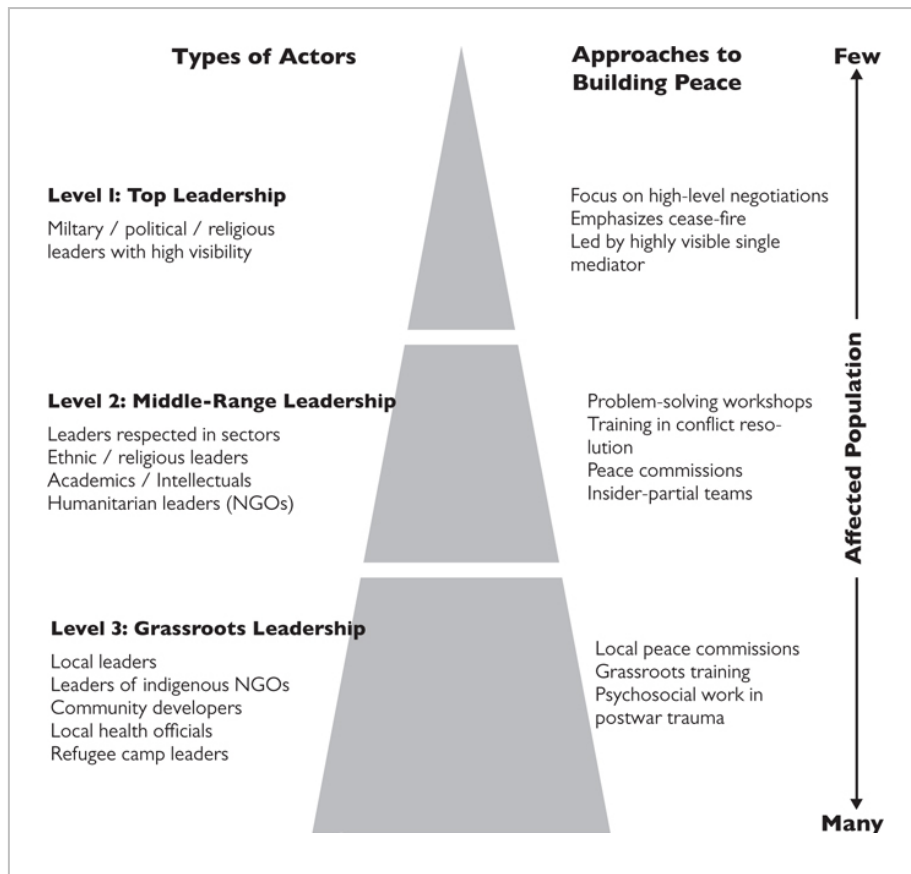 Types of Actors
Approaches to
Building Peace
Few
Level 1: Top Leadership
Miltary / political / religious
leaders with high visibility
Focus on high-level negotiations
Emphasizes cease-fire
Led by highly visible single
mediator
Level 2: Middle-Range Leadership
Leaders respected in sectors
Ethnic / religious leaders
Academics / Intellectuals
Humanitarian leaders (NGOs)
Problem-solving workshops
Training in conflict reso-
lution
Peace commissions
Insider-partial teams
Affected Population
Level 3: Grassroots Leadership
Local leaders
Leaders of indigenous NGOs
Community developers
Local health officials
Refugee camp leaders
Local peace commissions
Grassroots training
Psychosocial work in
postwar trauma
Many